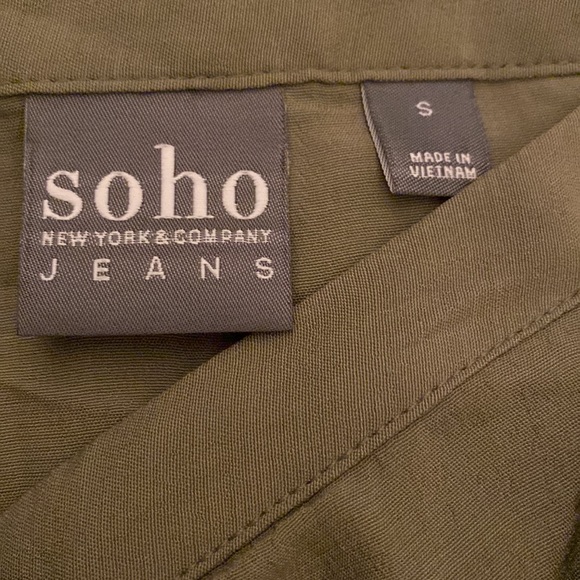 soho
NEW YORK & COMPANY
JEANS
S
MADE IN
VIETNAM